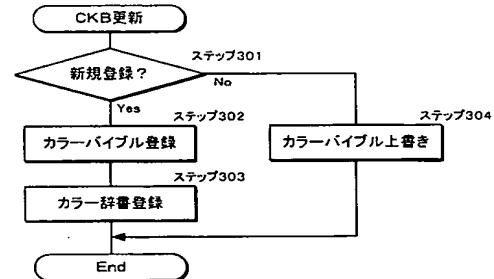 CKB更新
ステップ301
新規登録？
No
Yes
ステップ302
ステップ304
カラーバイブル登録
カラーバイブル上書き
ステップ303
カラー辞書登録
End